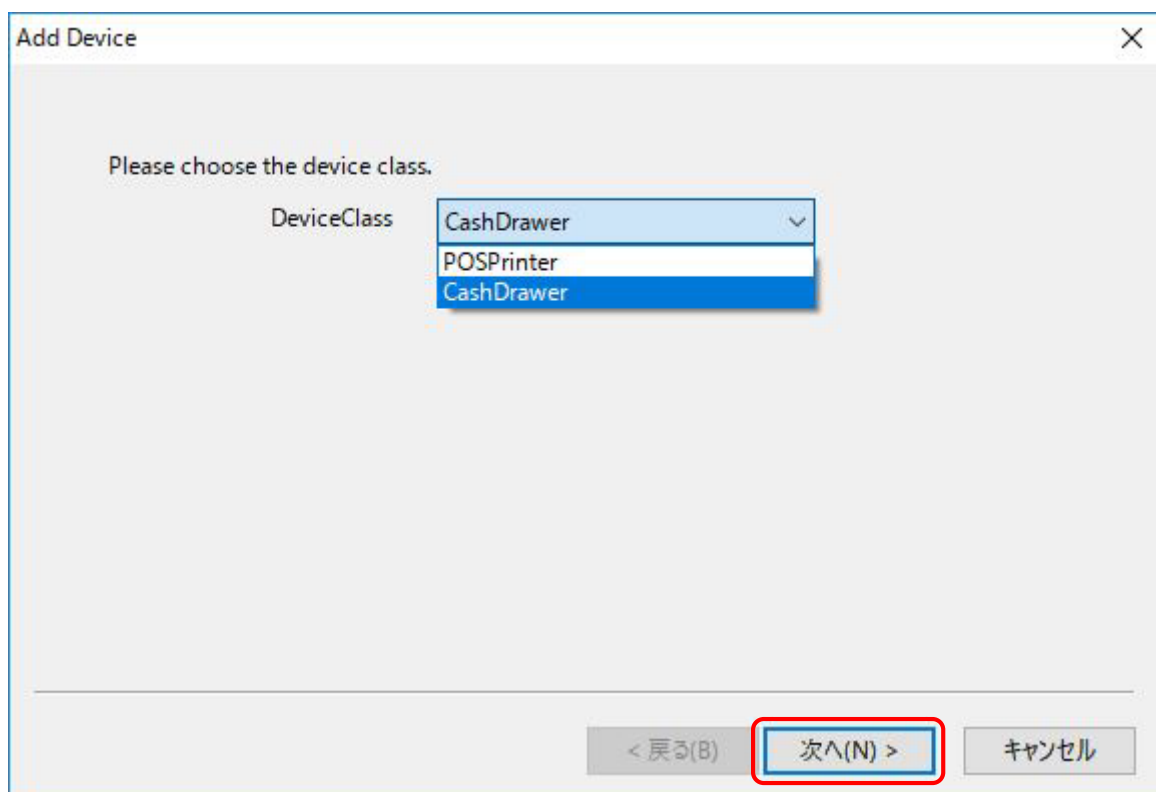 Add Device
Please choose the device class.
DeviceClass
CashDrawer
POSPrinter
CashDrawer
< 戻る(B)
次へ(N) >
キャンセル